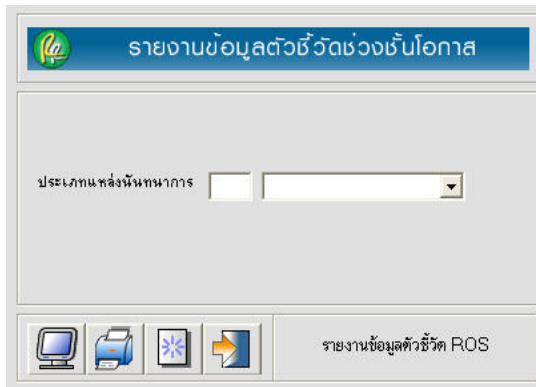 รายงานข้อมูลตัวชี้วัดช่วงชั้นโอกาส
ประเภทแหล่งนันทนาการ
รายงานข้อมูลตัวชี้วัด ROS